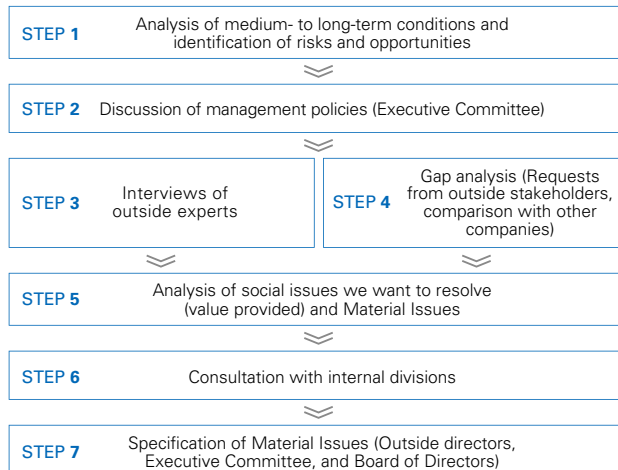 STEP 1
Analysis of medium- to long-term conditions and
identification of risks and opportunities
STEP 2
Discussion of management policies (Executive Committee)
STEP 3
Interviews of
outside experts
STEP 4
Gap analysis (Requests
from outside stakeholders,
comparison with other
companies)
STEP 5
Analysis of social issues we want to resolve
(value provided) and Material Issues
STEP 6
Consultation with internal divisions
STEP 7
Specification of Material Issues (Outside directors,
Executive Committee, and Board of Directors)